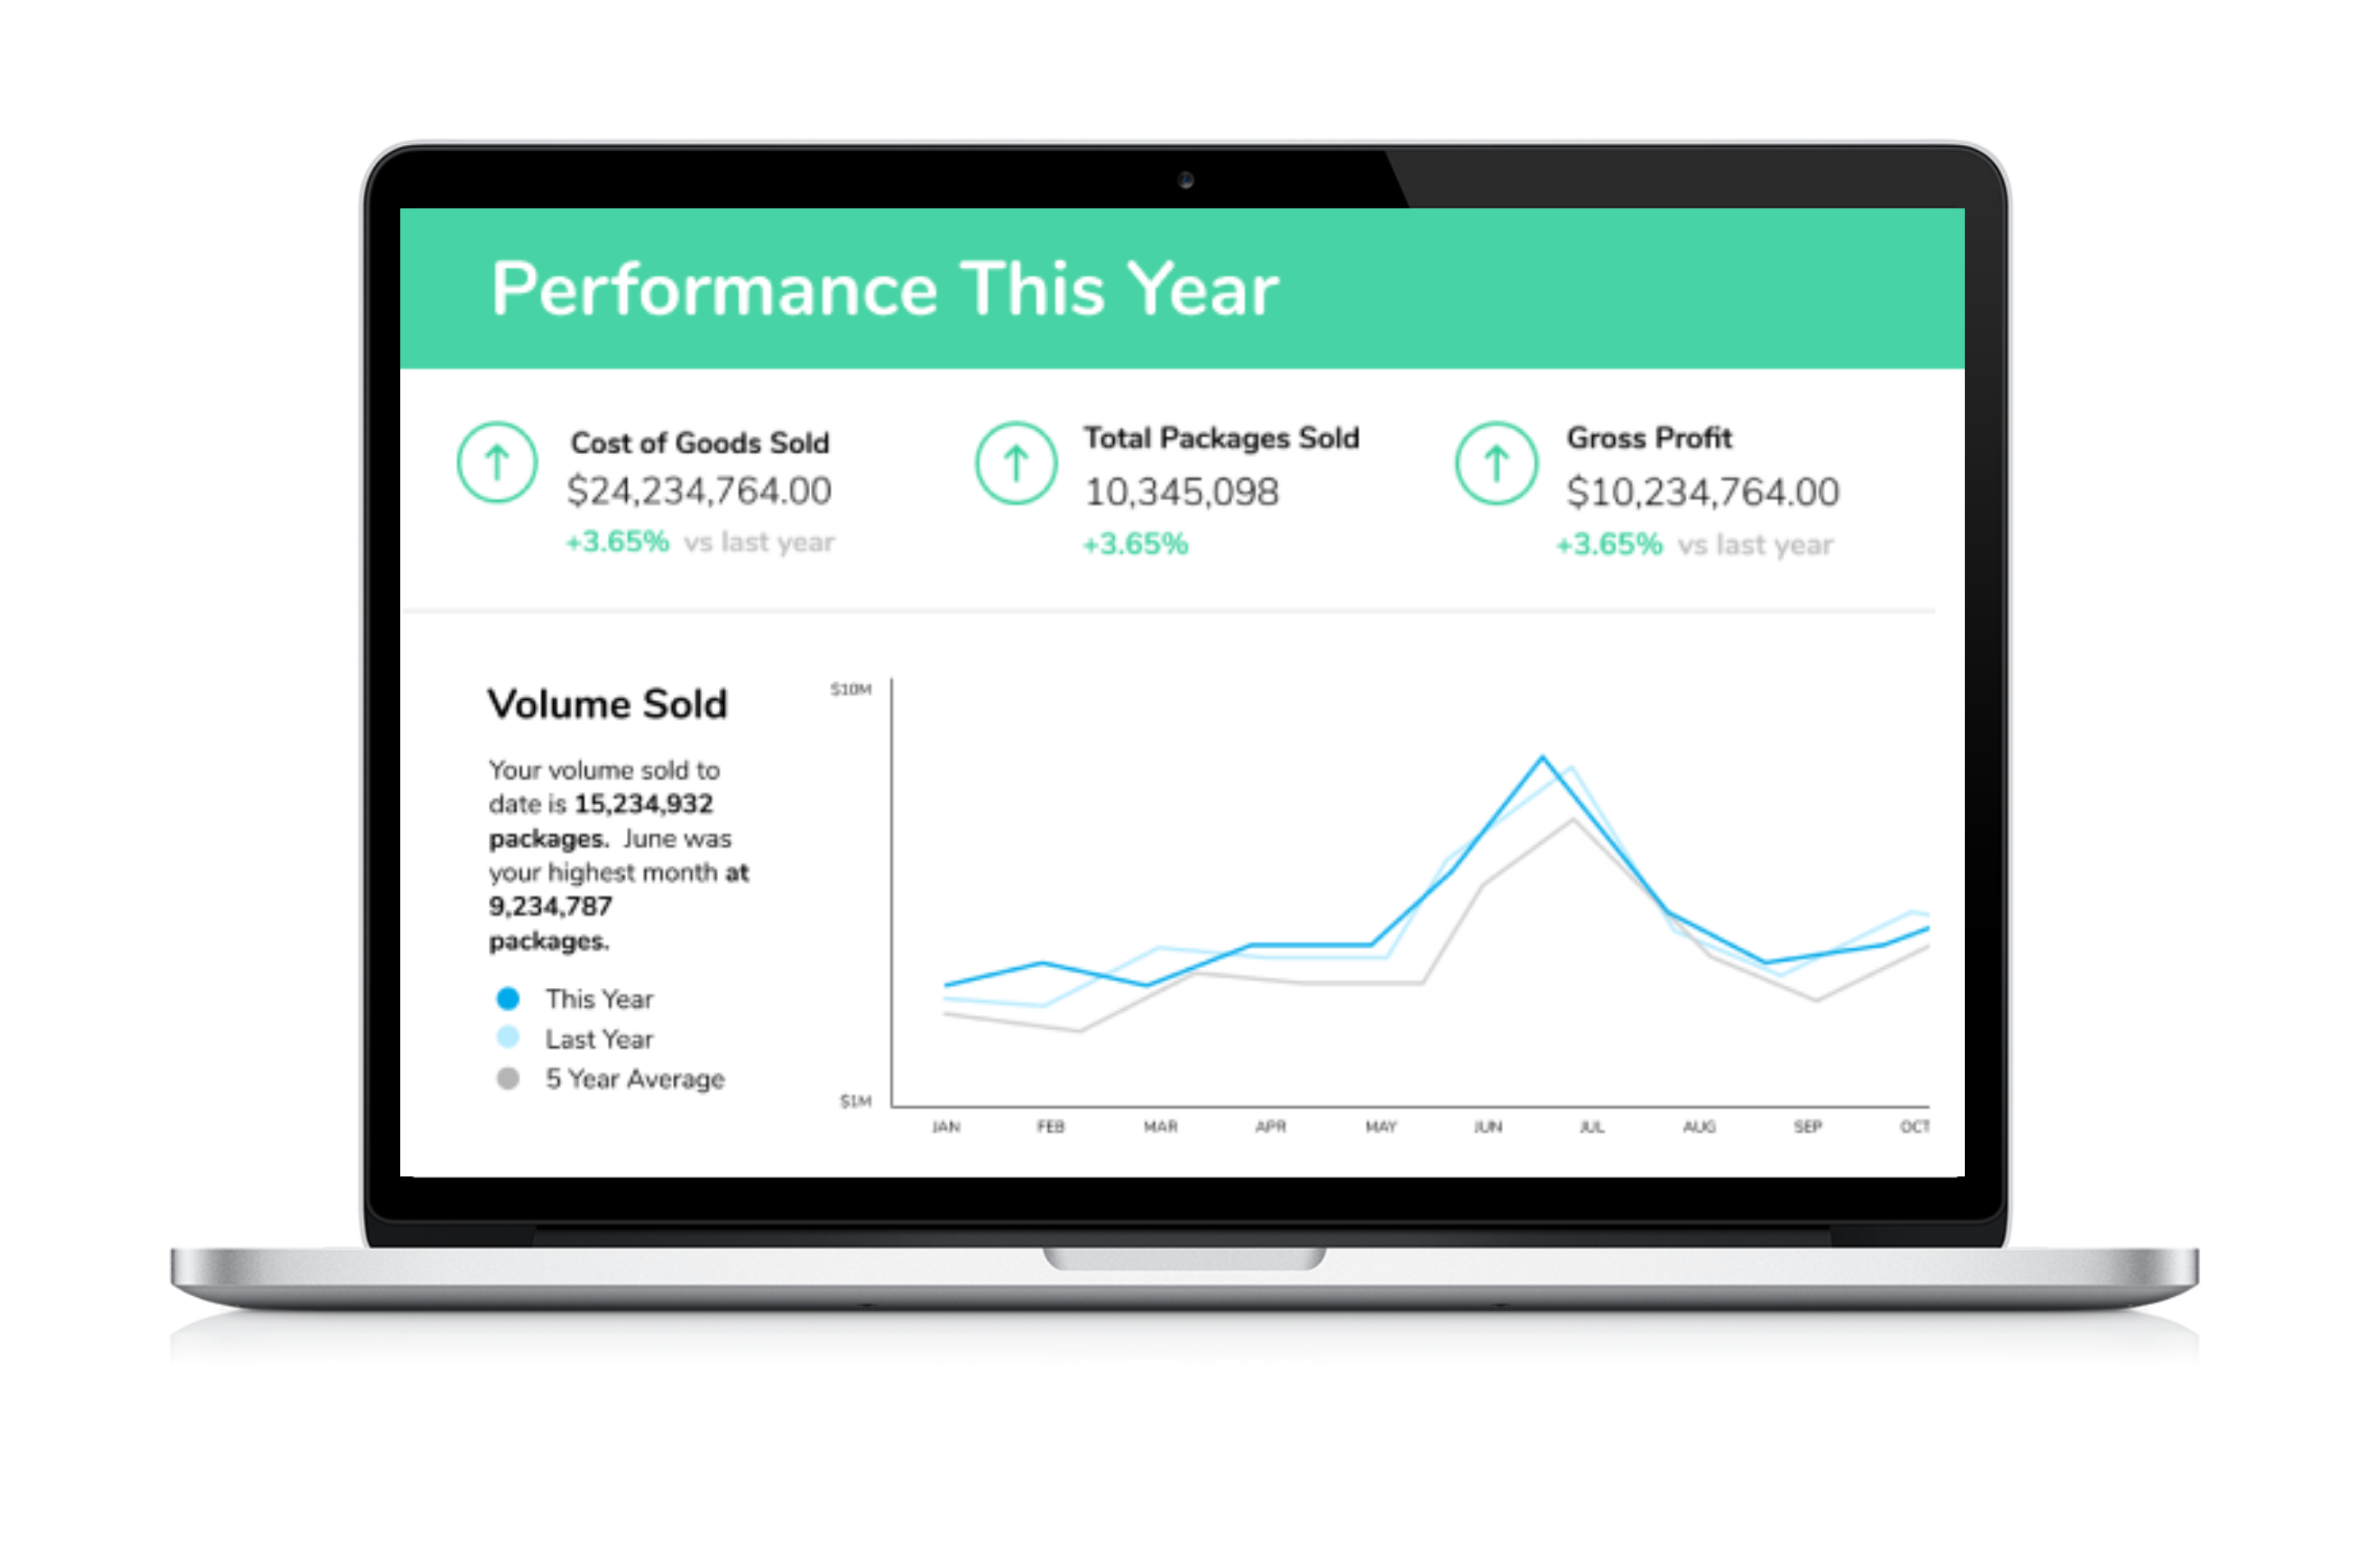 Performance This Year
Cost of Goods Sold
$24,234,764.00
+3.65% vs last year
Total Packages Sold
10,345,098
+3.65%
Gross Profit
$10,234,764.00
+3.65% vs last year
Volume Sold
Your volume sold to
date is 15,234,932
packages. June was
your highest month at
9,234,787
packages.
This Year
Last Year
5 Year Average
$10M
$1M
JAN FEB MAR APR MAY JUN JUL AUG SEP OCT